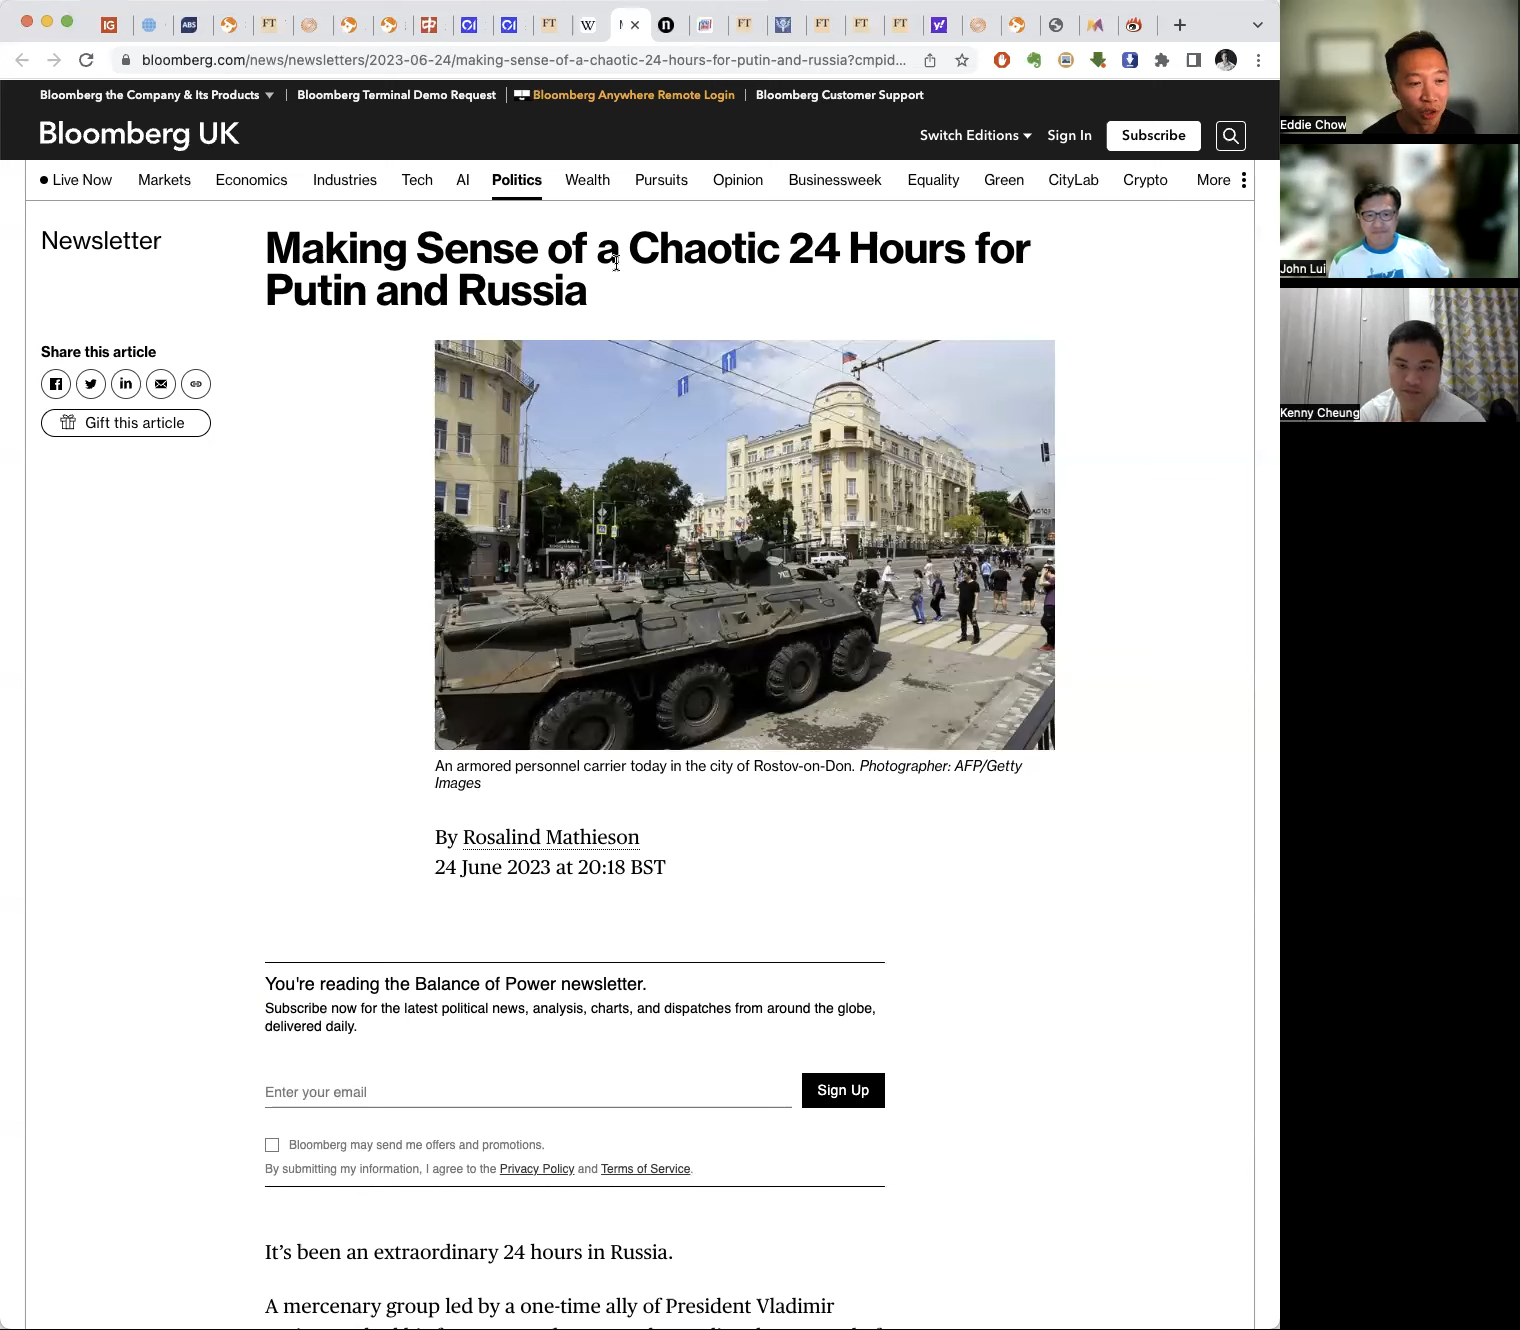 IG
ABS
FT
FT
W
n
FT
FT
FT
FT
y!
bloomberg.com/news/newsletters/2023-06-24/making-sense-of-a-chaotic-24-hours-for-putin-and-russia?cmpid...
Bloomberg the Company & Its Products
Bloomberg Terminal Demo Request
Bloomberg Anywhere Remote Login
Bloomberg Customer Support
Bloomberg UK
Switch Editions
Sign In
Subscribe
Live Now
Markets
Economics
Industries
Tech
AI
Politics
Wealth
Pursuits
Opinion
Businessweek
Equality
Green
CityLab
Crypto
More
Newsletter
Making Sense of a Chaotic 24 Hours for
Putin and Russia
Share this article
in
Gift this article
An armored personnel carrier today in the city of Rostov-on-Don. Photographer: AFP/Getty
Images
By Rosalind Mathieson
24 June 2023 at 20:18 BST
You're reading the Balance of Power newsletter.
Subscribe now for the latest political news, analysis, charts, and dispatches from around the globe,
delivered daily.
Enter your email
Sign Up
Bloomberg may send me offers and promotions.
By submitting my information, I agree to the Privacy Policy and Terms of Service.
It's been an extraordinary 24 hours in Russia.
A mercenary group led by a one-time ally of President Vladimir
Eddie Chow
John Lui
Kenny Cheung